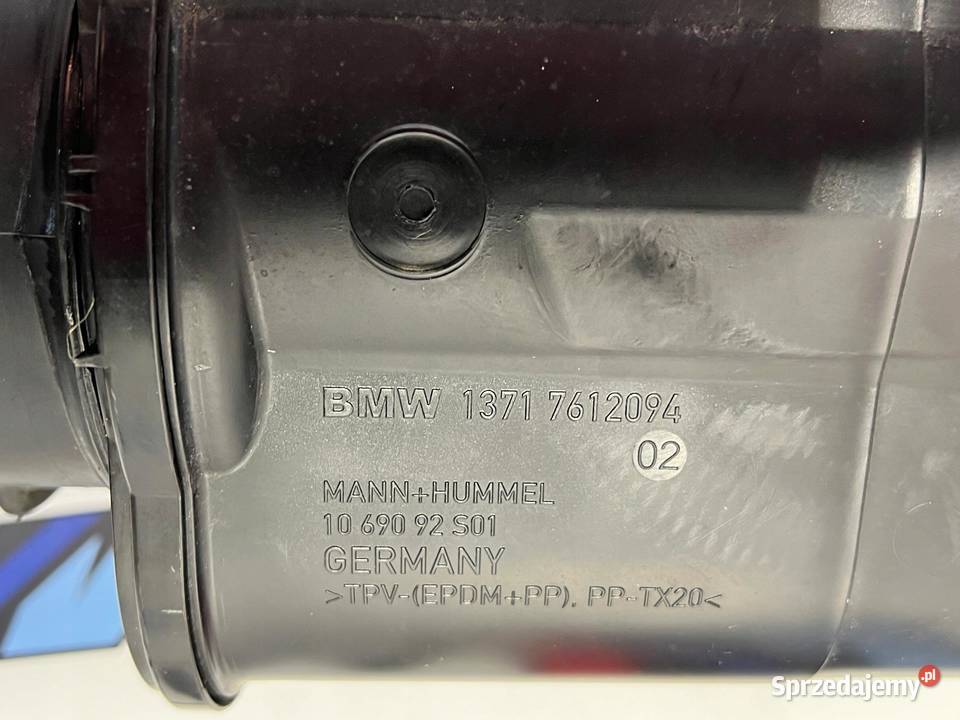 BMW 1371 7612094
02
MANN+HUMMEL
10 690 92 S01
GERMANY
>TPV-(EPDM+PP), PP-TX20<
Sprzedajemy.pl